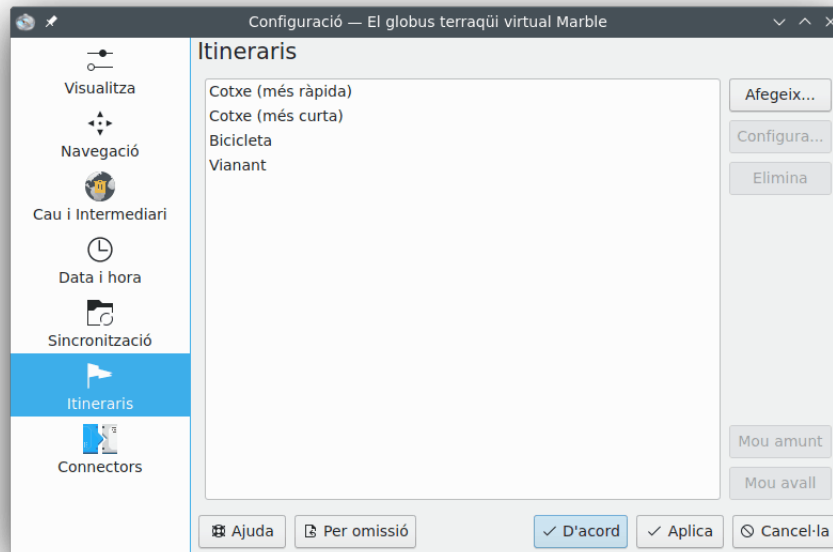 Configuració — El globus terraqüi virtual Marble
Visualitza
Navegació
Cau i Intermediari
Data i hora
Sincronització
Itineraris
Connectors
Itineraris
Cotxe (més ràpida)
Cotxe (més curta)
Bicicleta
Vianant
Afegeix...
Configura...
Elimina
Mou amunt
Mou avall
Ajuda
Per omissió
D'acord
Aplica
Cancel·la